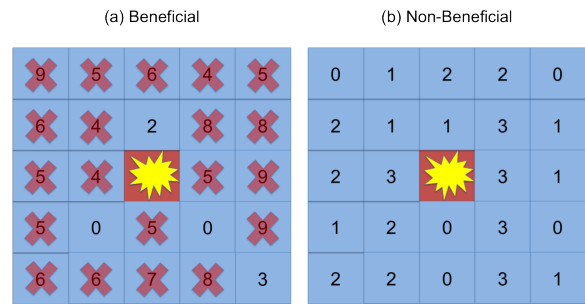 (a) Beneficial
(b) Non-Beneficial
9 5 6 4 5
6 4 2 8 8
5 4 5 9
5 0 5 0 9
6 6 7 8 3
0 1 2 2 0
2 1 1 3 1
2 3 3 1
1 2 0 3 0
2 2 0 3 1